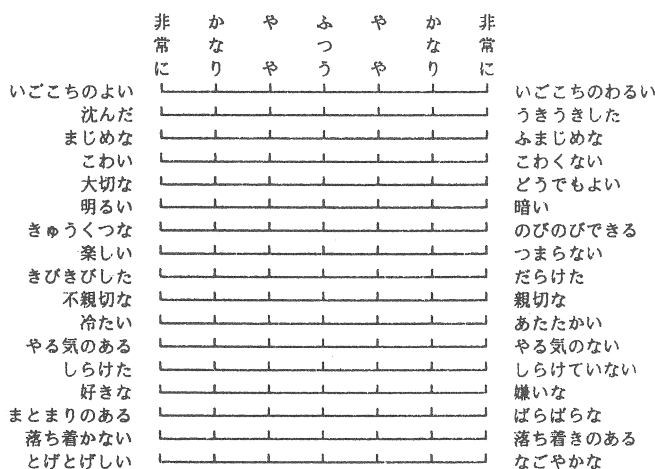 非常に かなり やや ふつう やや かなり 非常に
いごこちのよい いごこちのわるい
沈んだ うきうきした
まじめな ふまじめな
こわい こわくない
大切な どうでもよい
明るい 暗い
きゅうくつな のびのびできる
楽しい つまらない
きびきびした だらけた
不親切な 親切な
冷たい あたたかい
やる気のある やる気のない
しらけた しらけていない
好きな 嫌いな
まとまりのある ばらばらな
落ち着かない 落ち着きのある
とげとげしい なごやかな